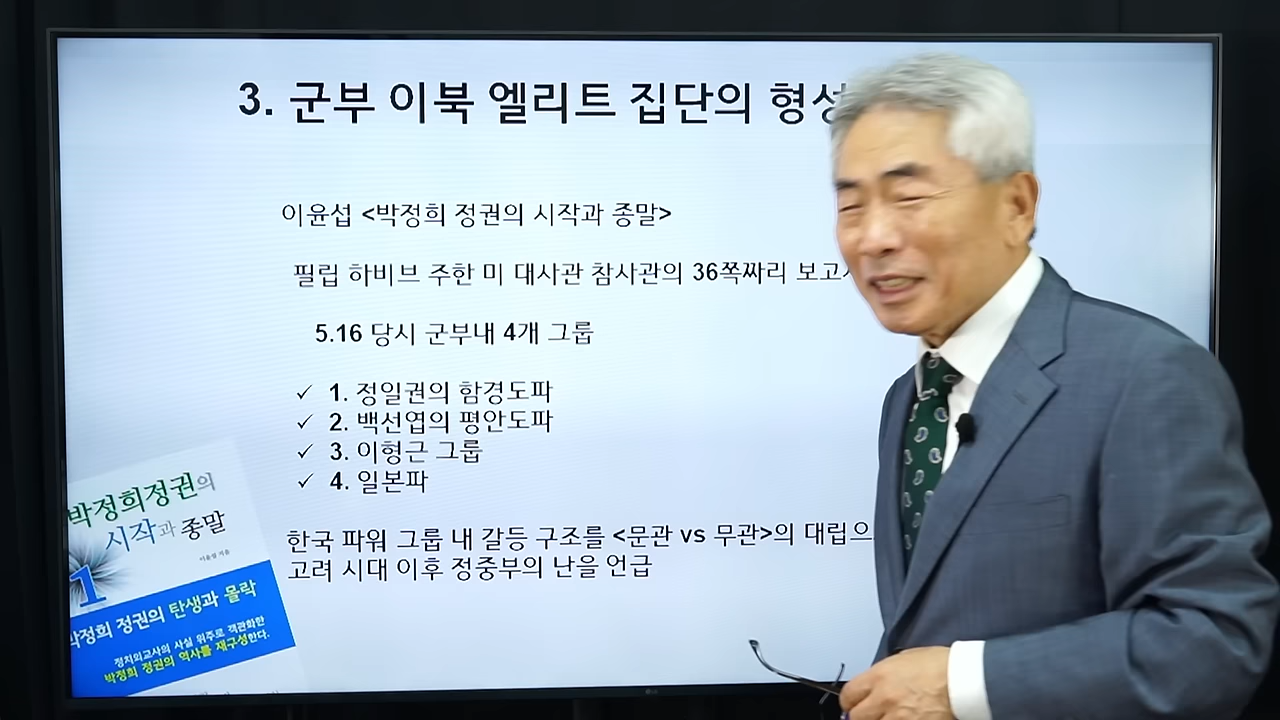 3. 군부 이북 엘리트 집단의 형성
이윤섭 <박정희 정권의 시작과 종말>
필립 하비브 주한 미 대사관 참사관의 36쪽짜리 보고서
5.16 당시 군부내 4개 그룹
✓ 1. 정일권의 함경도파
✓ 2. 백선엽의 평안도파
✓ 3. 이형근 그룹
✓ 4. 일본파
한국 파워 그룹 내 갈등 구조를 <문관 vs 무관>의 대립으
고려 시대 이후 정중부의 난을 언급
박정희정권의
시작과 종말
이윤섭 지음
1
박정희 정권의 탄생과 몰락
정치외교사의 사실 위주로 객관화한
박정희 정권의 역사를 재구성한다.
LG